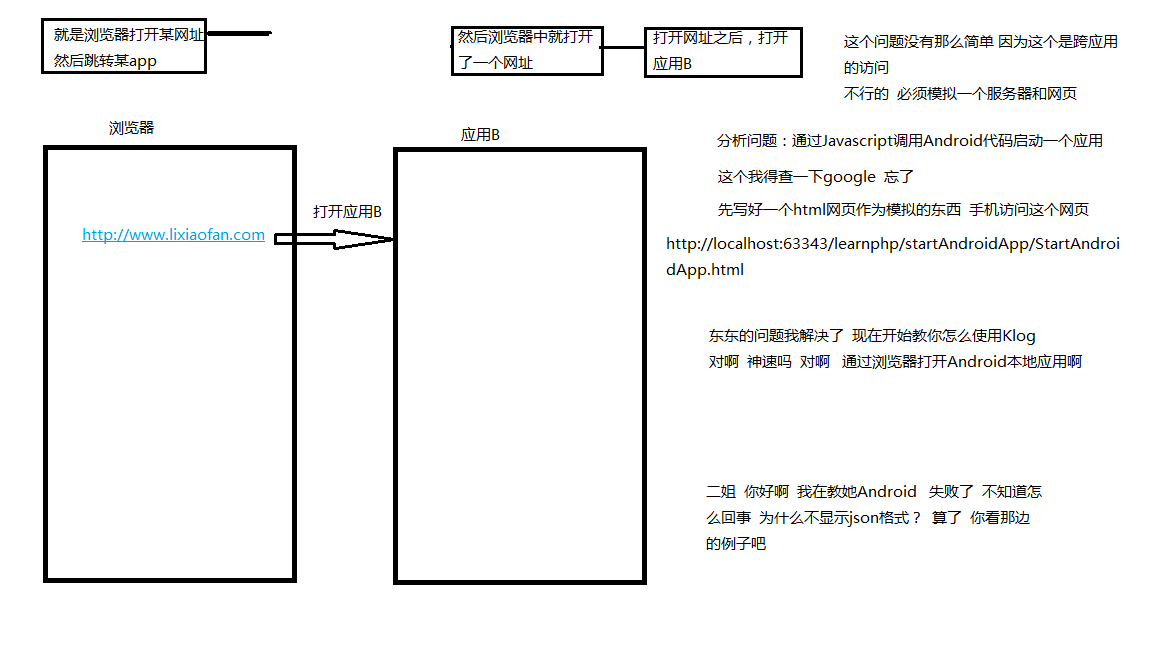 就是浏览器打开某网址
然后跳转某app
然后浏览器中就打开
了一个网址
打开网址之后，打开
应用B
这个问题没有那么简单 因为这个是跨应用
的访问
不行的 必须模拟一个服务器和网页
浏览器
应用B
分析问题：通过Javascript调用Android代码启动一个应用
这个我得查一下google 忘了
打开应用B
先写好一个html网页作为模拟的东西 手机访问这个网页
http://www.lixiaofan.com
http://localhost:63343/learnphp/startAndroidApp/StartAndroi
dApp.html
东东的问题我解决了 现在开始教你怎么使用Klog
对啊 神速吗 对啊 通过浏览器打开Android本地应用啊
二姐 你好啊 我在教她Android 失败了 不知道怎
么回事 为什么不显示json格式？ 算了 你看那边
的例子吧